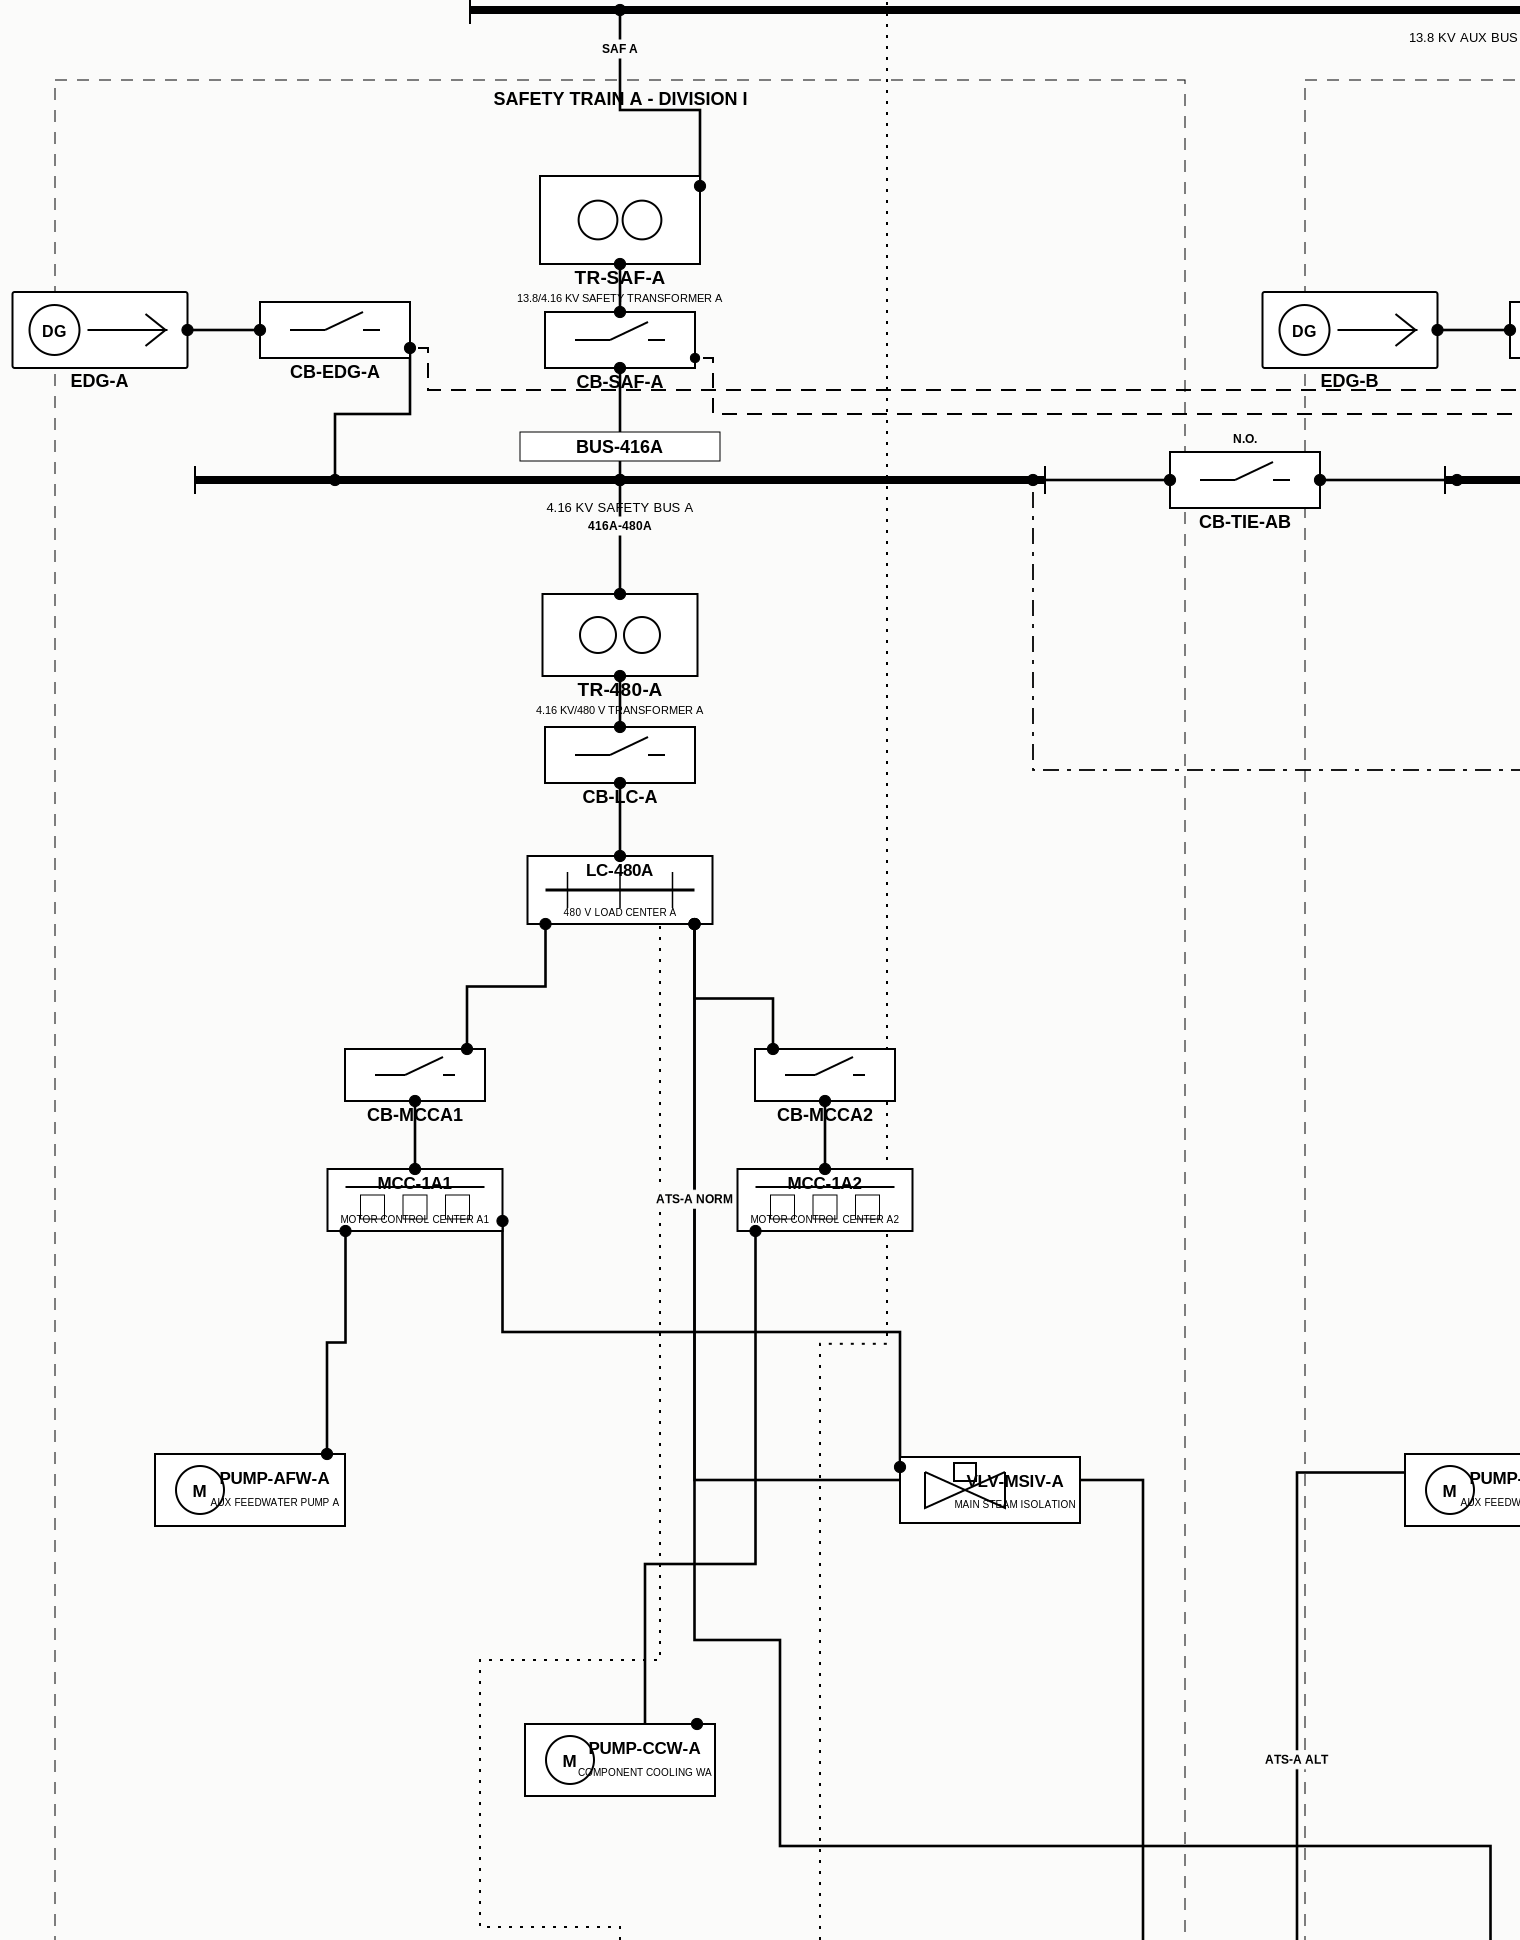 13.8 KV AUX BUS
SAF A
SAFETY TRAIN A - DIVISION I
TR-SAF-A
13.8/4.16 KV SAFETY TRANSFORMER A
DG
EDG-A
CB-EDG-A
CB-SAF-A
DG
EDG-B
BUS-416A
N.O.
4.16 KV SAFETY BUS A
416A-480A
CB-TIE-AB
TR-480-A
4.16 KV/480 V TRANSFORMER A
CB-LC-A
LC-480A
480 V LOAD CENTER A
CB-MCCA1
CB-MCCA2
MCC-1A1
MOTOR CONTROL CENTER A1
ATS-A NORM
MCC-1A2
MOTOR CONTROL CENTER A2
M
PUMP-AFW-A
AUX FEEDWATER PUMP A
VLV-MSIV-A
MAIN STEAM ISOLATION
M
PUMP-
AUX FEEDW
M
PUMP-CCW-A
COMPONENT COOLING WA
ATS-A ALT